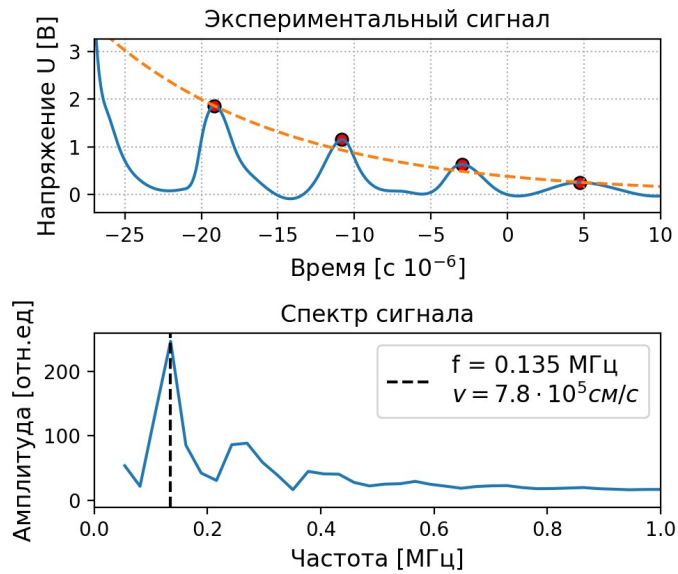 Экспериментальный сигнал
Напряжение U [В]
3
2
1
0
−25 −20 −15 −10 −5 0 5 10
Время [с 10⁻⁶]
Спектр сигнала
Амплитуда [отн.ед]
200
100
0
f = 0.135 МГц
v = 7.8 · 10⁵см/с
0.0 0.2 0.4 0.6 0.8 1.0
Частота [МГц]